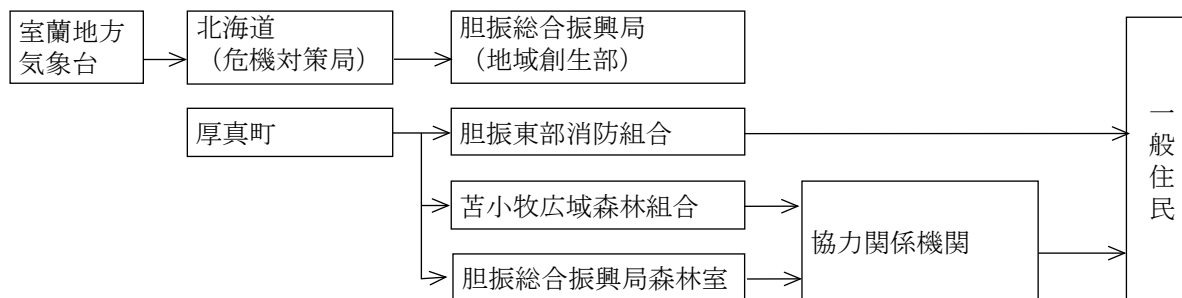 室蘭地方
気象台
北海道
（危機対策局）
胆振総合振興局
（地域創生部）
厚真町
胆振東部消防組合
苫小牧広域森林組合
胆振総合振興局森林室
協力関係機関
一般住民